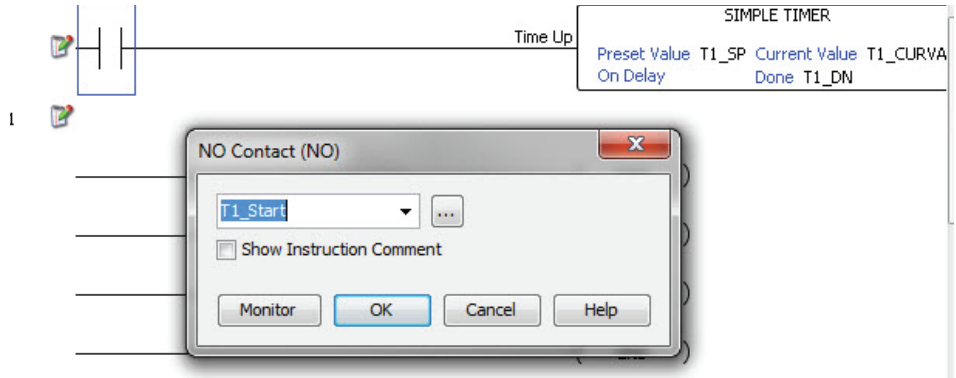 SIMPLE TIMER
Time Up
Preset Value T1_SP Current Value T1_CURVA
On Delay Done T1_DN
1
NO Contact (NO)
T1_Start
...
Show Instruction Comment
Monitor OK Cancel Help